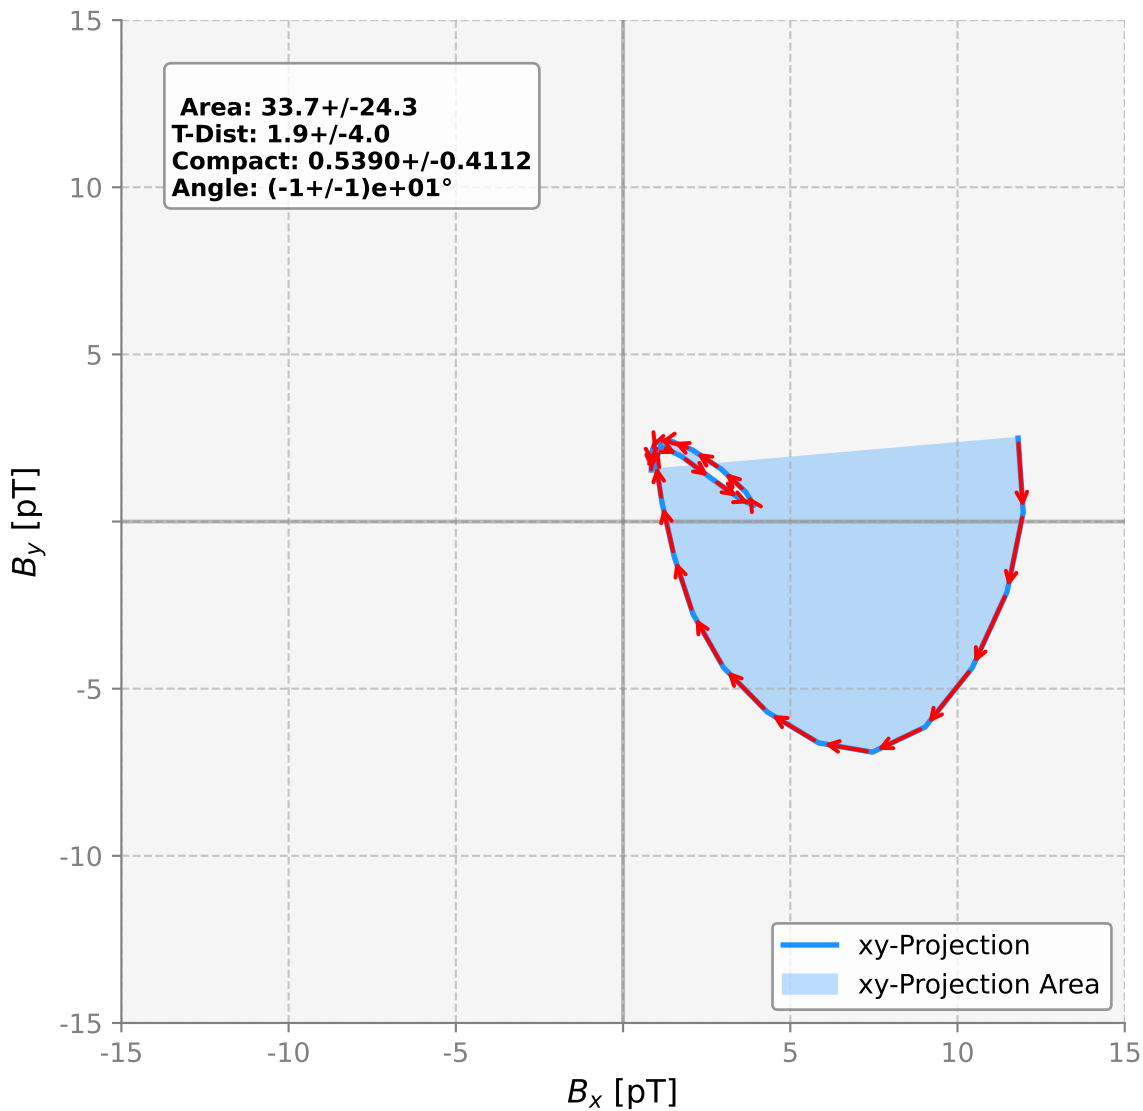 15
10
5
-5
-10
-15
Area: 33.7+/-24.3
T-Dist: 1.9+/-4.0
Compact: 0.5390+/-0.4112
Angle: (-1+/-1)e+01°
B_y [pT]
xy-Projection
xy-Projection Area
-15 -10 -5 5 10 15
B_x [pT]